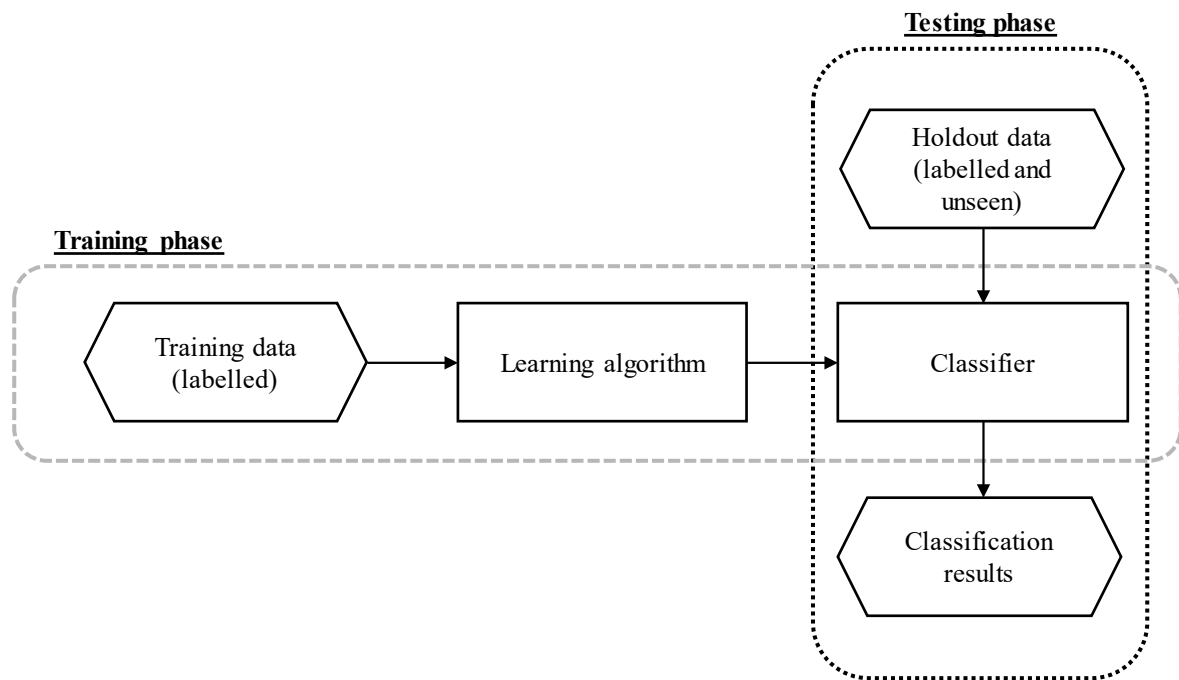 Testing phase
Holdout data
(labelled and
unseen)
Training phase
Training data
(labelled)
Learning algorithm
Classifier
Classification
results